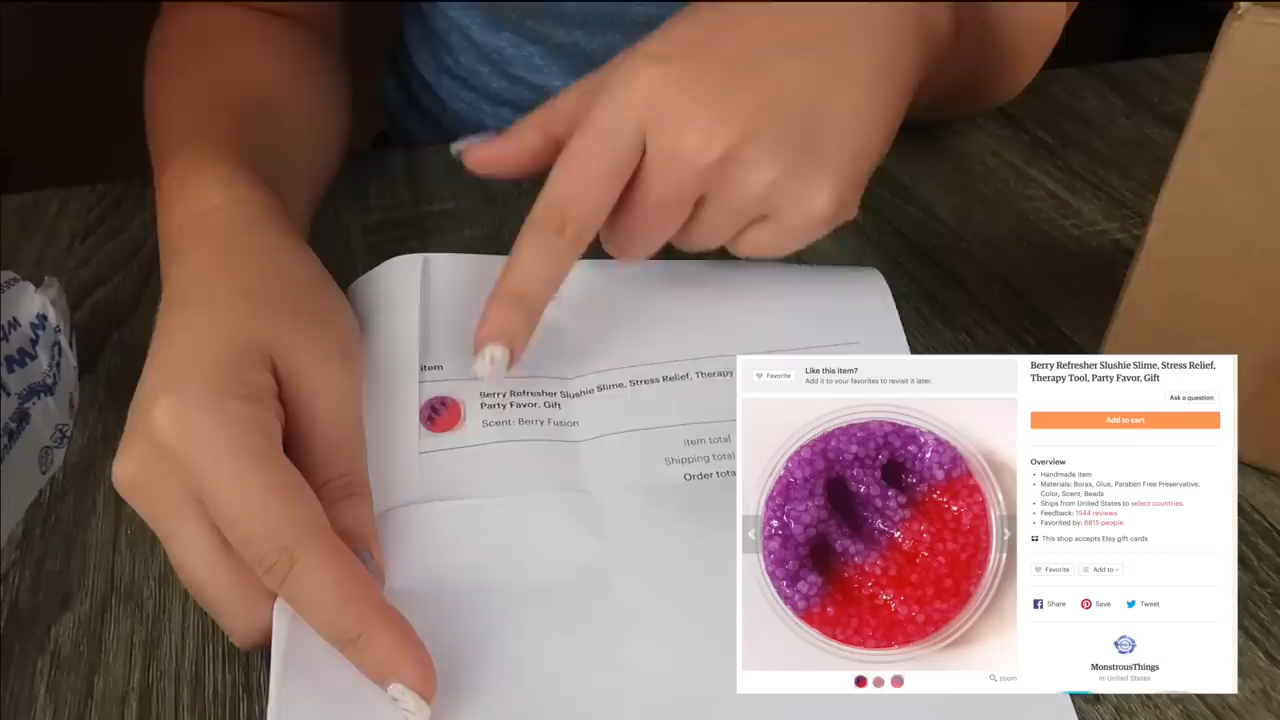 item
Berry Refresher Slushie Slime, Stress Relief, Therapy
Party Favor, Gift
Scent: Berry Fusion
Item total
Shipping total
Order tota
Favorite
Like this item?
Add it to your favorites to revisit it later.
zoom
Berry Refresher Slushie Slime, Stress Relief,
Therapy Tool, Party Favor, Gift
Ask a question
Add to cart
Overview
• Handmade item
• Materials: Borax, Glue, Paraben Free Preservative,
Color, Scent, Beads
• Ships from United States to select countries.
• Feedback: 1544 reviews
• Favorited by: 6815 people
This shop accepts Etsy gift cards
Favorite
Add to
Share
Save
Tweet
MonstrousThings
in United States